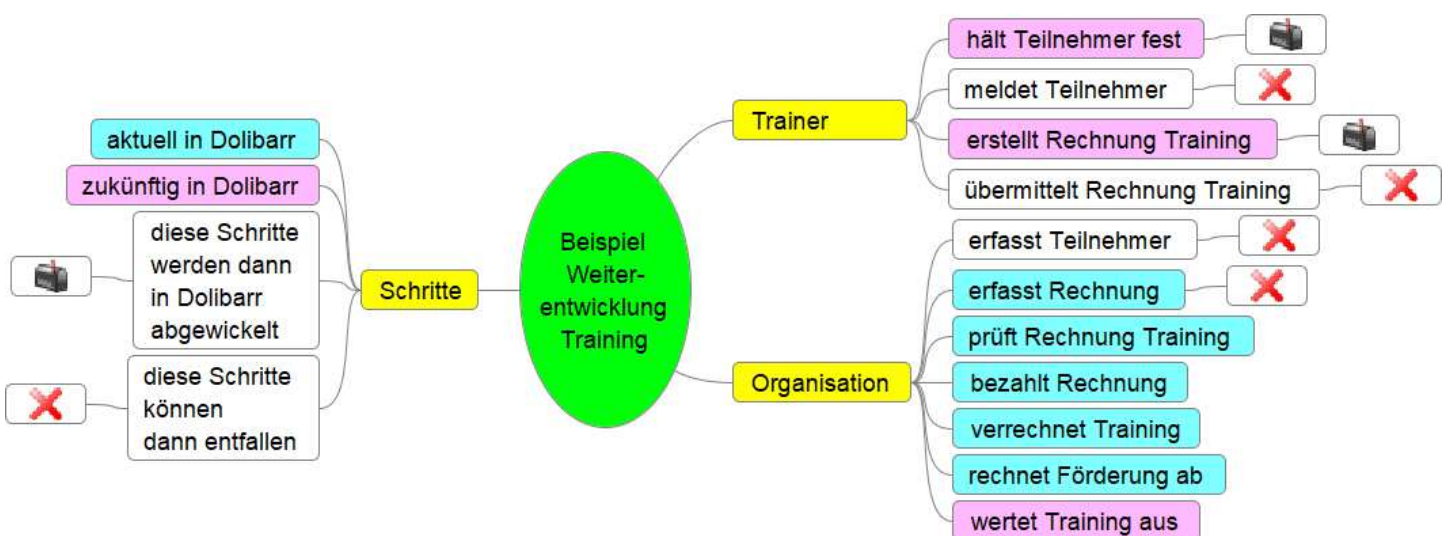 Beispiel
Weiter-
entwicklung
Training
Schritte
aktuell in Dolibarr
zukünftig in Dolibarr
diese Schritte
werden dann
in Dolibarr
abgewickelt
diese Schritte
können
dann entfallen
Trainer
hält Teilnehmer fest
meldet Teilnehmer
erstellt Rechnung Training
übermittelt Rechnung Training
Organisation
erfasst Teilnehmer
erfasst Rechnung
prüft Rechnung Training
bezahlt Rechnung
verrechnet Training
rechnet Förderung ab
wertet Training aus